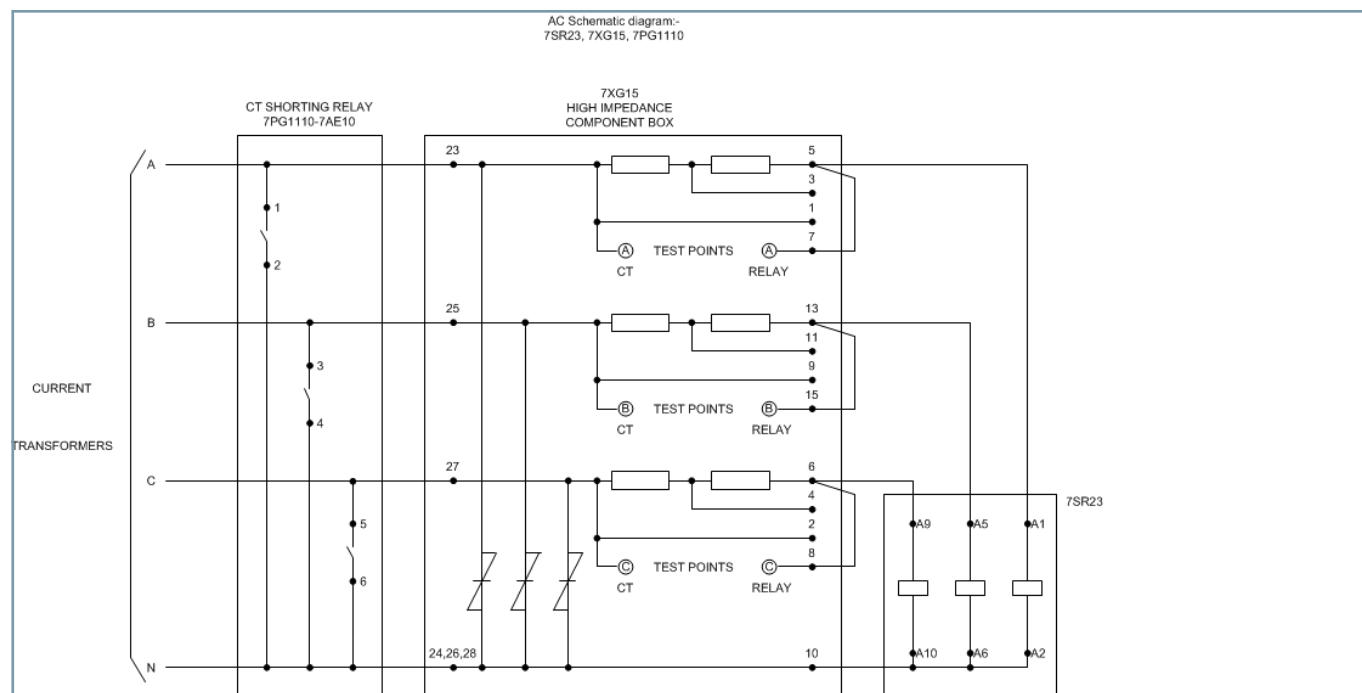 AC Schematic diagram:-
7SR23, 7XG15, 7PG1110
7XG15
HIGH IMPEDANCE
COMPONENT BOX
CT SHORTING RELAY
7PG1110-7AE10
A
23
5
3
1
1
7
A TEST POINTS A
CT RELAY
2
B
25
13
11
3
9
15
B TEST POINTS B
CT RELAY
4
CURRENT
TRANSFORMERS
C
27
6
4
2
8
5
C TEST POINTS C
CT RELAY
6
7SR23
A9 A5 A1
N
24,26,28
10
A10 A6 A2